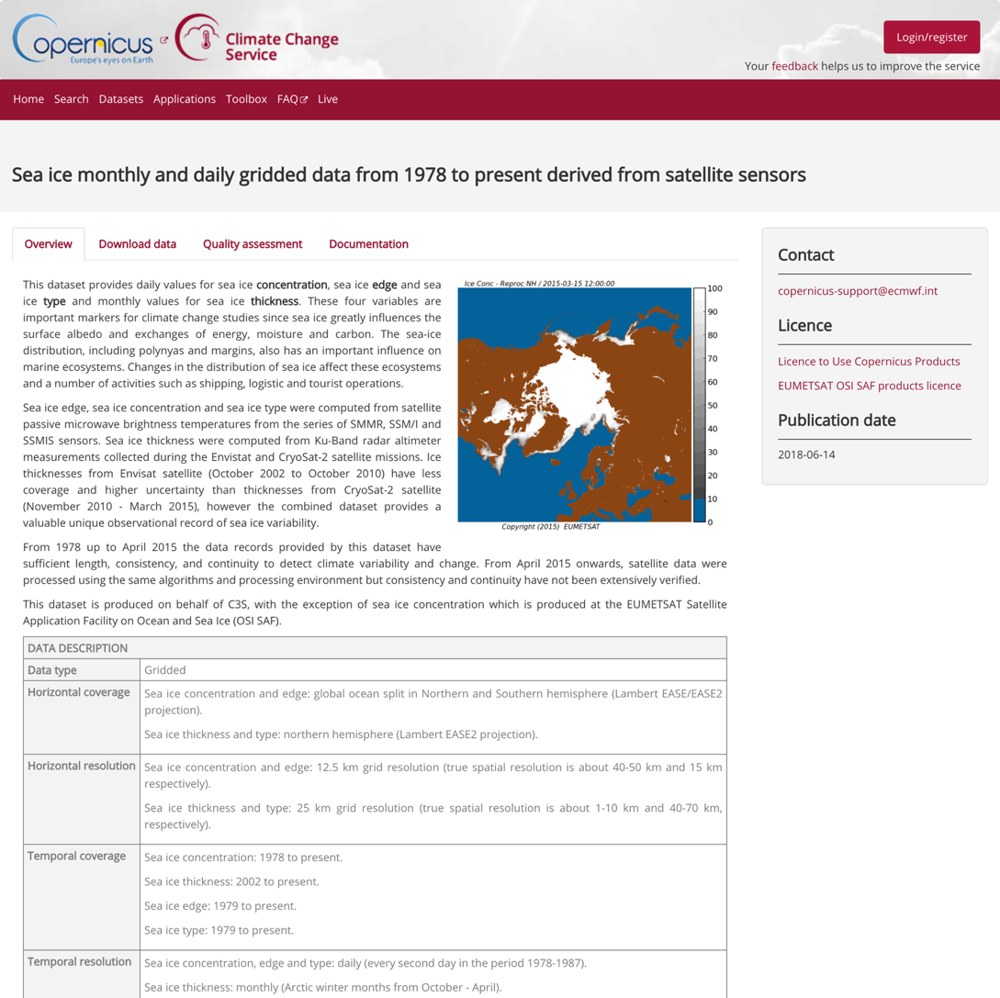 opernicus
Europe's eyes on Earth
Climate Change
Service
Login/register
Your feedback helps us to improve the service
Home Search Datasets Applications Toolbox FAQ Live
Sea ice monthly and daily gridded data from 1978 to present derived from satellite sensors
Overview Download data Quality assessment Documentation
This dataset provides daily values for sea ice concentration, sea ice edge and sea
ice type and monthly values for sea ice thickness. These four variables are
important markers for climate change studies since sea ice greatly influences the
surface albedo and exchanges of energy, moisture and carbon. The sea-ice
distribution, including polynyas and margins, also has an important influence on
marine ecosystems. Changes in the distribution of sea ice affect these ecosystems
and a number of activities such as shipping, logistic and tourist operations.
Sea ice edge, sea ice concentration and sea ice type were computed from satellite
passive microwave brightness temperatures from the series of SMMR, SSM/I and
SSMIS sensors. Sea ice thickness were computed from Ku-Band radar altimeter
measurements collected during the Envistat and CryoSat-2 satellite missions. Ice
thicknesses from Envisat satellite (October 2002 to October 2010) have less
coverage and higher uncertainty than thicknesses from CryoSat-2 satellite
(November 2010 - March 2015), however the combined dataset provides a
valuable unique observational record of sea ice variability.
Ice Conc - Reproc NH / 2015-03-15 12:00:00
100
90
80
70
60
50
40
30
20
10
0
Copyright (2015) EUMETSAT
From 1978 up to April 2015 the data records provided by this dataset have
sufficient length, consistency, and continuity to detect climate variability and change. From April 2015 onwards, satellite data were
processed using the same algorithms and processing environment but consistency and continuity have not been extensively verified.
This dataset is produced on behalf of C3S, with the exception of sea ice concentration which is produced at the EUMETSAT Satellite
Application Facility on Ocean and Sea Ice (OSI SAF).
DATA DESCRIPTION
Data type Gridded
Horizontal coverage Sea ice concentration and edge: global ocean split in Northern and Southern hemisphere (Lambert EASE/EASE2
projection).
Sea ice thickness and type: northern hemisphere (Lambert EASE2 projection).
Horizontal resolution Sea ice concentration and edge: 12.5 km grid resolution (true spatial resolution is about 40-50 km and 15 km
respectively).
Sea ice thickness and type: 25 km grid resolution (true spatial resolution is about 1-10 km and 40-70 km,
respectively).
Temporal coverage Sea ice concentration: 1978 to present.
Sea ice thickness: 2002 to present.
Sea ice edge: 1979 to present.
Sea ice type: 1979 to present.
Temporal resolution Sea ice concentration, edge and type: daily (every second day in the period 1978-1987).
Sea ice thickness: monthly (Arctic winter months from October - April).
Contact
copernicus-support@ecmwf.int
Licence
Licence to Use Copernicus Products
EUMETSAT OSI SAF products licence
Publication date
2018-06-14